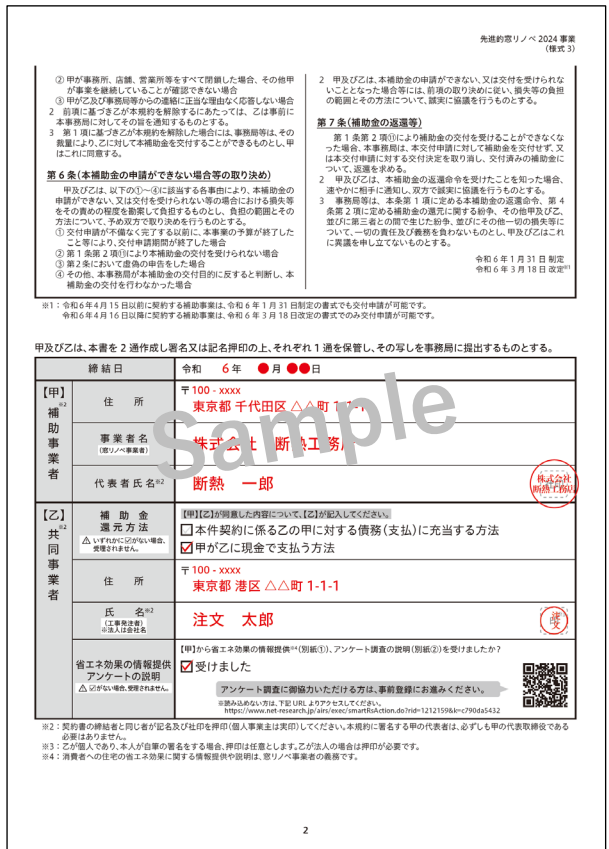 先進的窓リノベ 2024 事業
(様式 3)
② 甲が事務所、店舗、営業所等をすべて閉鎖した場合、その他甲
が事業を継続していることが確認できない場合
③ 甲が乙及び事務局等からの連絡に正当な理由なく応答しない場合
2 前項に基づき乙が本規約を解除するにあたっては、乙は事前に
本事務局に対してその旨を通知するものとする。
3 第 1 項に基づき乙が本規約を解除した場合には、事務局等は、その
裁量により、乙に対して本補助金を交付することができるものとし、甲
はこれに同意する。
第 6 条(本補助金の申請ができない場合等の取り決め)
甲及び乙は、以下の①〜④に該当する各事由により、本補助金の
申請ができない、又は交付を受けられない等の場合における損失等
をその責めの程度を勘案して負担するものとし、負担の範囲とその
方法について、予め双方で取り決めを行うものとする。
① 交付申請が不備なく完了する以前に、本事業の予算が終了した
こと等により、交付申請期間が終了した場合
② 第 1 条第 2 項⑪により本補助金の交付を受けられない場合
③ 第 2 条において虚偽の申告をした場合
④ その他、本事務局が本補助金の交付目的に反すると判断し、本
補助金の交付を行わなかった場合
2 甲及び乙は、本補助金の申請ができない、又は交付を受けられな
いこととなった場合等には、前項の取り決めに従い、損失等の負担
の範囲とその方法について、誠実に協議を行うものとする。
第 7 条(補助金の返還等)
第 1 条第 2 項⑪により補助金の交付を受けることができなくな
った場合、本事務局は、本交付申請に対して補助金を交付せず、又
は本交付申請に対する交付決定を取り消し、交付済みの補助金につ
いて、返還を求める。
2 甲及び乙は、本補助金の返還命令を受けたことを知った場合、
速やかに相手に通知し、双方で誠実に協議を行うものとする。
3 事務局等は、本条第 1 項に定める本補助金の返還命令、第 4
条第 2 項に定める補助金の還元に関する紛争、その他甲及び乙、
並びに第三者との間で生じた紛争、並びにその他一切の損失等に
ついて、一切の責任及び義務を負わないものとし、甲及び乙はこれ
に異議を申し立てないものとする。
令和 6 年 1 月 31 日 制定
令和 6 年 3 月 18 日 改定※1
※1:令和6年4月15日以前に契約する補助事業は、令和 6 年 1 月 31 日制定の書式でも交付申請が可能です。
令和6年4月16日以降に契約する補助事業は、令和 6 年 3 月 18 日改定の書式でのみ交付申請が可能です。
甲及び乙は、本書を 2 通作成し署名又は記名押印の上、それぞれ 1 通を保管し、その写しを事務局に提出するものとする。
締 結 日 令和 6 年 ●月 ●●日
【甲】※2 補助事業者
住 所 〒100 - xxxx
東京都 千代田区 △△町 1-1-1
事 業 者 名 (窓リノベ事業者) 株式会社 断熱工務店
代 表 者 氏 名※2 断熱 一郎 株式会社 断熱工務店
【乙】※2 共同事業者
補 助 金
還元方法
⚠ いずれかに☑がない場合、
受理されません。
【甲】【乙】が同意した内容について、【乙】が記入してください。
□本件契約に係る乙の甲に対する債務(支払)に充当する方法
☑甲が乙に現金で支払う方法
住 所 〒100 - xxxx
東京都 港区 △△町 1-1-1
氏 名※2
(工事発注者)
※法人は会社名
注文 太郎 注文
省エネ効果の情報提供
アンケートの説明
⚠ ☑がない場合、受理されません。
【甲】から省エネ効果の情報提供※4(別紙①)、アンケート調査の説明(別紙②)を受けましたか?
☑受けました
アンケート調査に御協力いただける方は、事前登録にお進みください。
※読み込めない方は、下記 URL よりアクセスしてください。
https://www.net-research.jp/airs/exec/smartRsAction.do?rid=1212159&k=c790da5432
※2:契約書の締結者と同じ者が記名及び社印を押印(個人事業主は実印)してください。本規約に署名する甲の代表者は、必ずしも甲の代表取締役である
必要はありません。
※3:乙が個人であり、本人が自筆の署名をする場合、押印は任意とします。乙が法人の場合は押印が必要です。
※4:消費者への住宅の省エネ効果に関する情報提供や説明は、窓リノベ事業者の義務です。
2
Sample